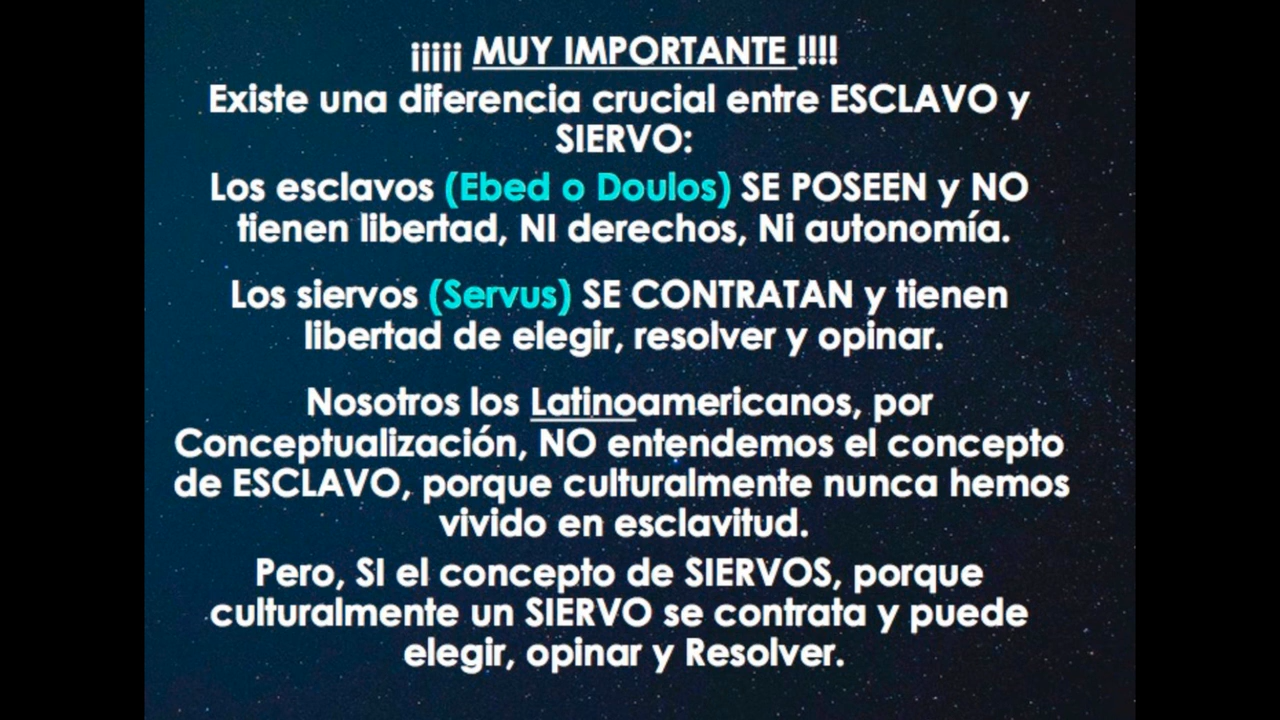 ¡¡¡¡¡ MUY IMPORTANTE !!!!
Existe una diferencia crucial entre ESCLAVO y
SIERVO:
Los esclavos (Ebed o Doulos) SE POSEEN y NO
tienen libertad, NI derechos, Ni autonomía.
Los siervos (Servus) SE CONTRATAN y tienen
libertad de elegir, resolver y opinar.
Nosotros los Latinoamericanos, por
Conceptualización, NO entendemos el concepto
de ESCLAVO, porque culturalmente nunca hemos
vivido en esclavitud.
Pero, SI el concepto de SIERVOS, porque
culturalmente un SIERVO se contrata y puede
elegir, opinar y Resolver.